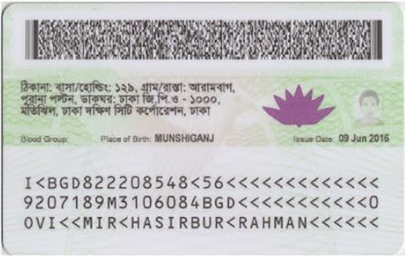 ঠিকানা: বাসা/হোল্ডিং: ১২৯, গ্রাম/রাস্তা: আরামবাগ,
পুরানা পল্টন, ডাকঘর: ঢাকা জি,পি,ও - ১০০০,
মতিঝিল, ঢাকা দক্ষিণ সিটি কর্পোরেশন, ঢাকা
Blood Group: Place of Birth: MUNSHIGANJ Issue Date: 09 Jun 2016
I<BGD822208548<56<<<<<<<<<<<<<
9207189M3106084BGD<<<<<<<<<<<0
OVI<<MIR<HASIRBUR<RAHMAN<<<<<<